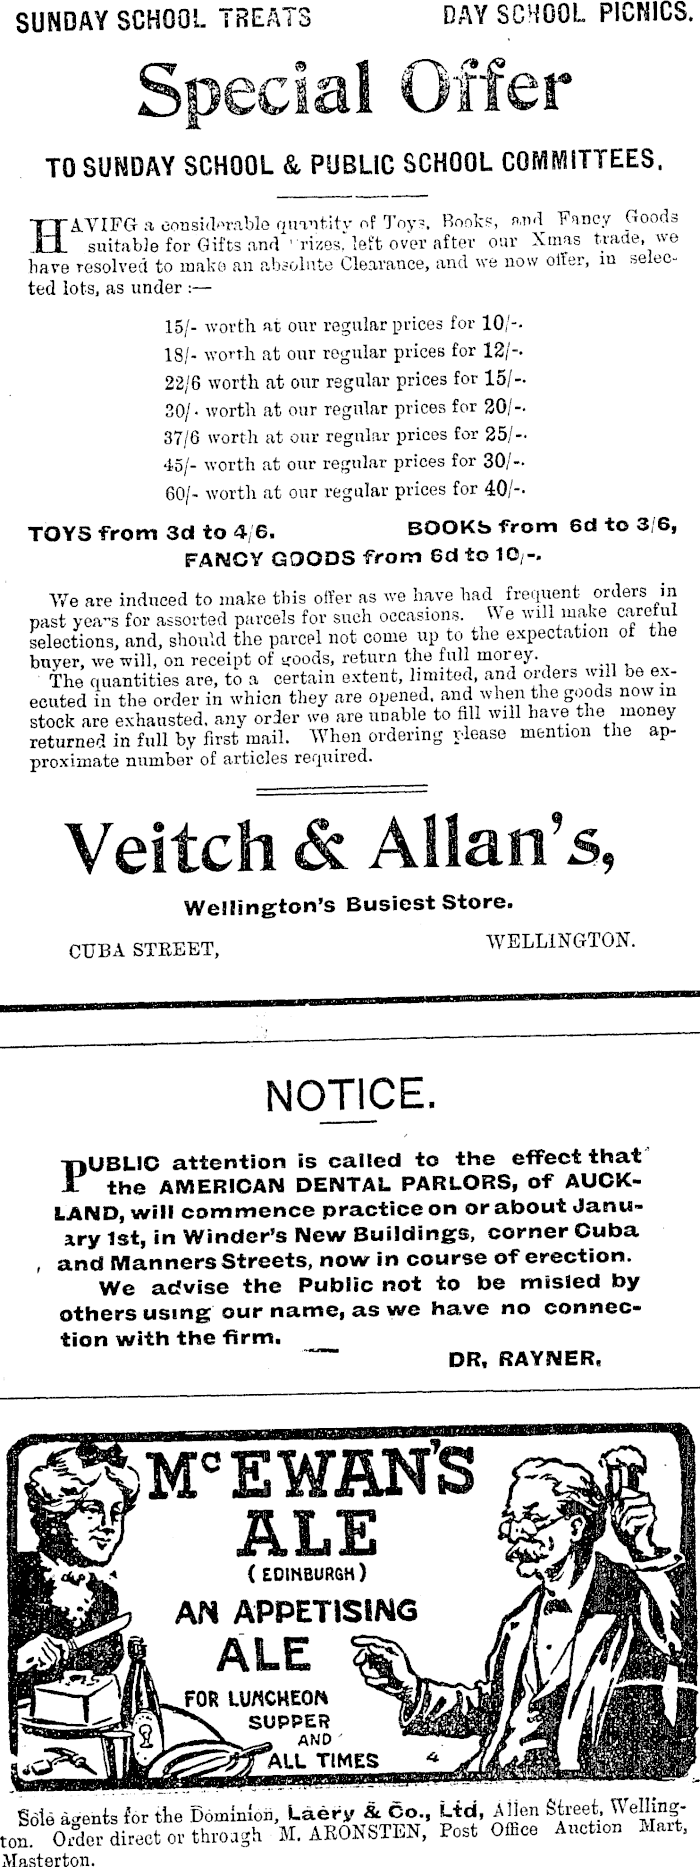 SUNDAY SCHOOL TREATS DAY SCHOOL PICNICS.
Special Offer
TO SUNDAY SCHOOL & PUBLIC SCHOOL COMMITTEES.
HAVIFG a considerable quantity of Toys, Books, and Fancy Goods
suitable for Gifts and rizes, left over after our Xmas trade, we
have resolved to make an absolute Clearance, and we now offer, in selec-
ted lots, as under :—
15/- worth at our regular prices for 10/-.
18/- worth at our regular prices for 12/-.
22/6 worth at our regular prices for 15/-.
30/- worth at our regular prices for 20/-.
37/6 worth at our regular prices for 25/-.
45/- worth at our regular prices for 30/-.
60/- worth at our regular prices for 40/-.
TOYS from 3d to 4/6. BOOKS from 6d to 3/6,
FANCY GOODS from 6d to 10/-.
We are induced to make this offer as we have had frequent orders in
past years for assorted parcels for such occasions. We will make careful
selections, and, should the parcel not come up to the expectation of the
buyer, we will, on receipt of goods, return the full morey.
The quantities are, to a certain extent, limited, and orders will be ex-
ecuted in the order in which they are opened, and when the goods now in
stock are exhausted, any order we are unable to fill will have the money
returned in full by first mail. When ordering please mention the ap-
proximate number of articles required.
Veitch & Allan's,
Wellington's Busiest Store.
CUBA STREET, WELLINGTON.
NOTICE.
PUBLIC attention is called to the effect that
the AMERICAN DENTAL PARLORS, of AUCK-
LAND, will commence practice on or about Janu-
ary 1st, in Winder's New Buildings, corner Cuba
and Manners Streets, now in course of erection.
We advise the Public not to be misled by
others using our name, as we have no connec-
tion with the firm.
DR. RAYNER.
McEWAN'S
ALE
(EDINBURGH)
AN APPETISING
ALE
FOR LUNCHEON
SUPPER
AND
ALL TIMES
4
Sole agents for the Dominion, Laery & Co., Ltd, Allen Street, Welling-
ton. Order direct or through M. ARONSTEN, Post Office Auction Mart,
Masterton.